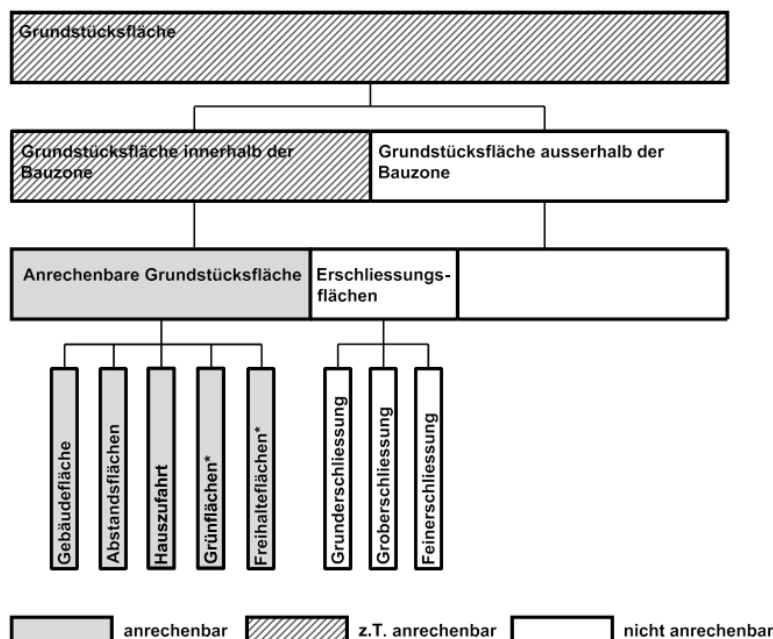 Grundstücksfläche
Grundstücksfläche innerhalb der
Bauzone
Grundstücksfläche ausserhalb der
Bauzone
Anrechenbare Grundstücksfläche
Erschliessungs-
flächen
Gebäudefläche
Abstandsflächen
Hauszufahrt
Grünflächen*
Freihalteflächen*
Grunderschliessung
Groberschliessung
Feinerschliessung
anrechenbar
z.T. anrechenbar
nicht anrechenbar